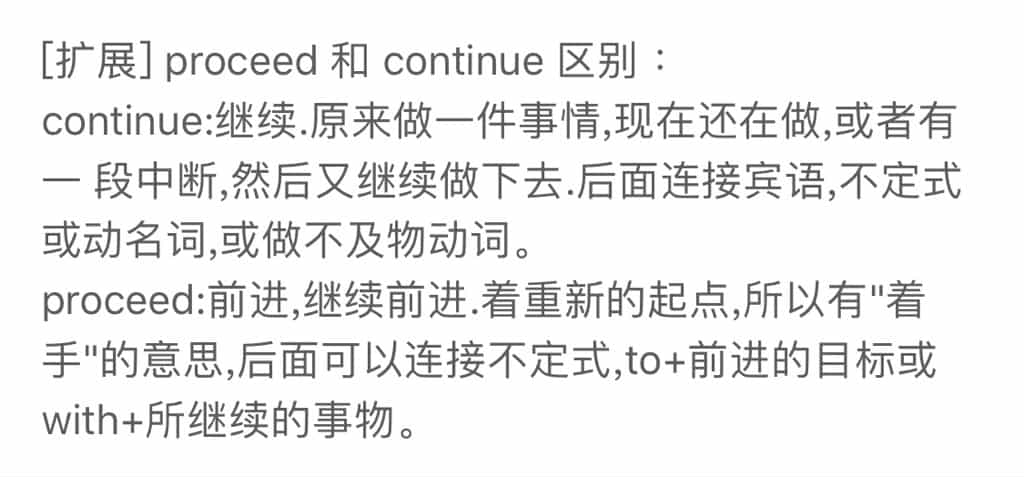 [扩展] proceed 和 continue 区别：
continue:继续.原来做一件事情,现在还在做,或者有
一 段中断,然后又继续做下去.后面连接宾语,不定式
或动名词,或做不及物动词。
proceed:前进,继续前进.着重新的起点,所以有"着
手"的意思,后面可以连接不定式,to+前进的目标或
with+所继续的事物。